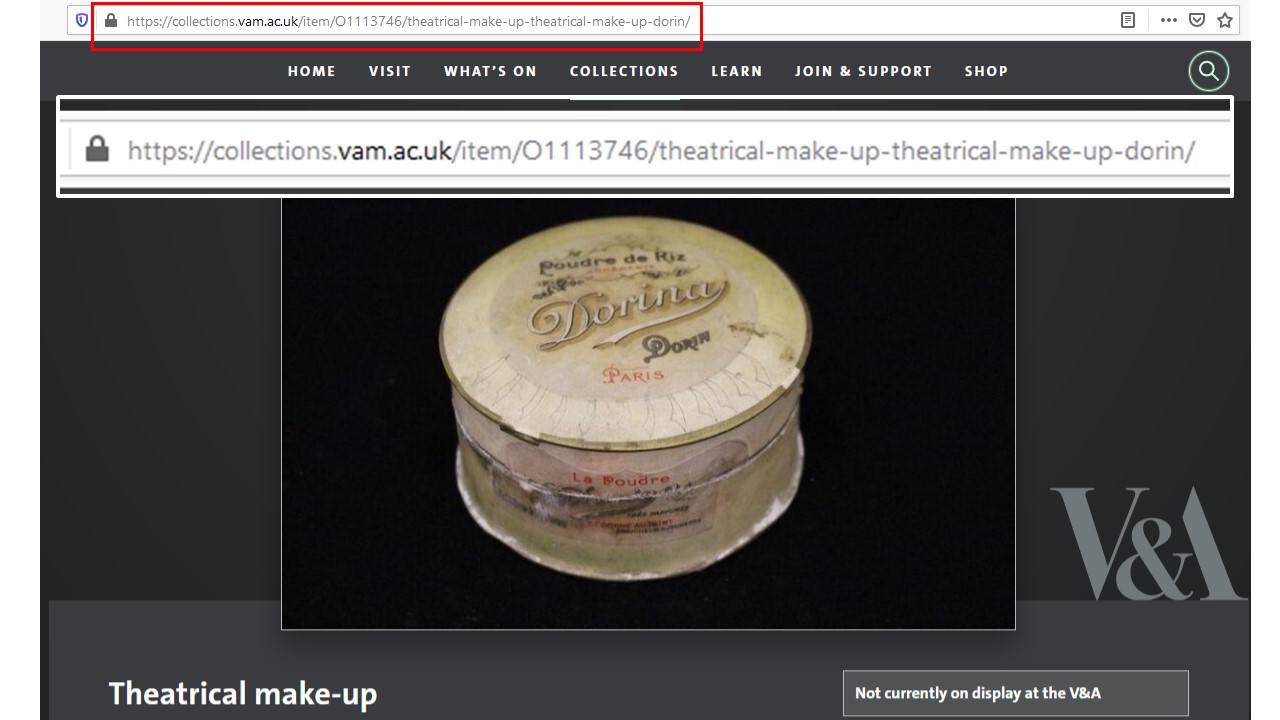 https://collections.vam.ac.uk/item/O1113746/theatrical-make-up-theatrical-make-up-dorin/
HOME VISIT WHAT'S ON COLLECTIONS LEARN JOIN & SUPPORT SHOP
https://collections.vam.ac.uk/item/O1113746/theatrical-make-up-theatrical-make-up-dorin/
Poudre de Riz
Dorina
DORIN
PARIS
La Poudre
V&A
Theatrical make-up
Not currently on display at the V&A